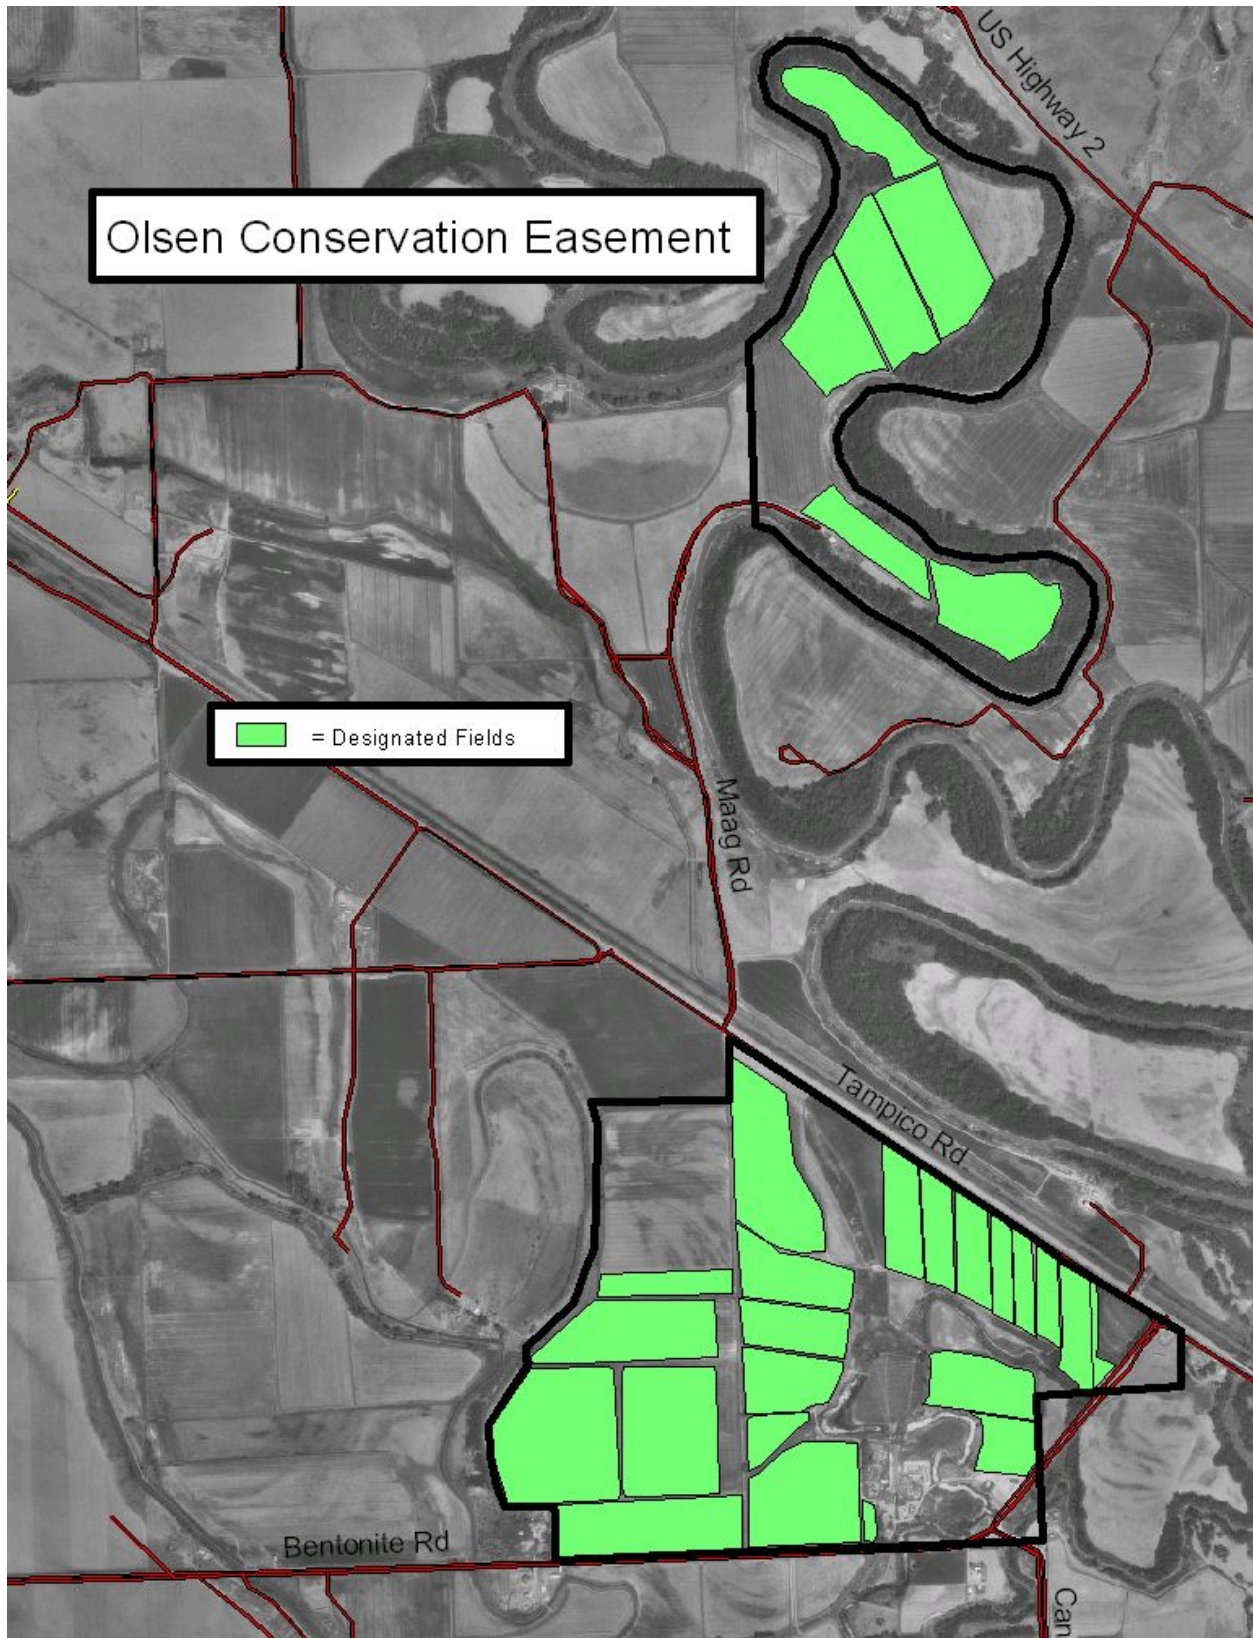 US Highway 2
Olsen Conservation Easement
= Designated Fields
Maag Rd
Tampico Rd
Bentonite Rd
Can